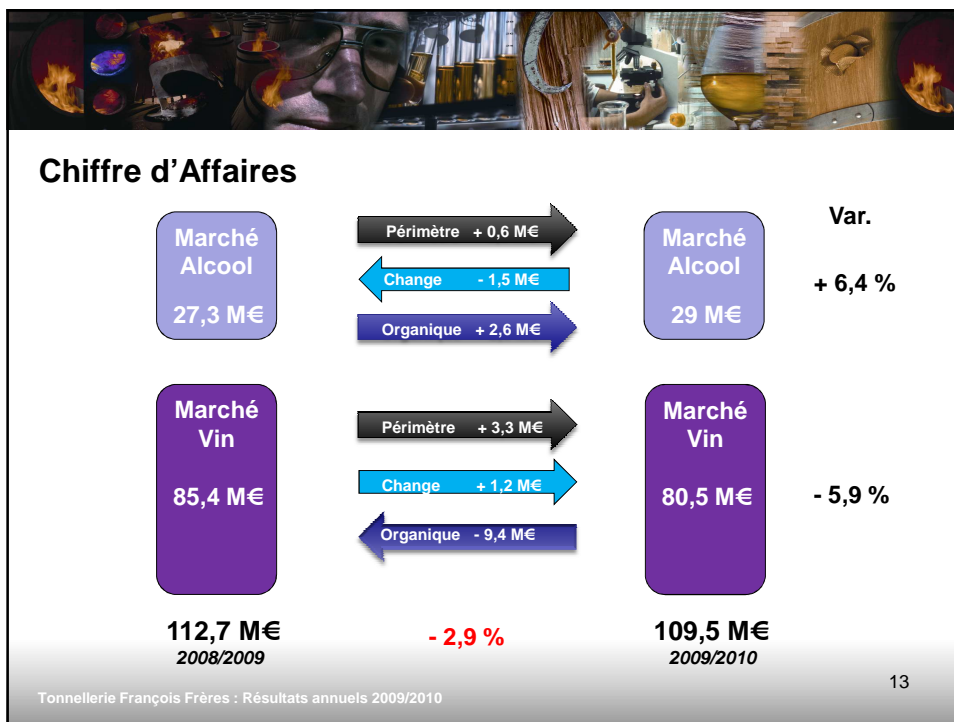 Chiffre d'Affaires
Var.
Marché
Alcool
27,3 M€
Périmètre + 0,6 M€
Change - 1,5 M€
Organique + 2,6 M€
Marché
Alcool
29 M€
+ 6,4 %
Marché
Vin
85,4 M€
Périmètre + 3,3 M€
Change + 1,2 M€
Organique - 9,4 M€
Marché
Vin
80,5 M€
- 5,9 %
112,7 M€
2008/2009
- 2,9 %
109,5 M€
2009/2010
Tonnellerie François Frères : Résultats annuels 2009/2010
13